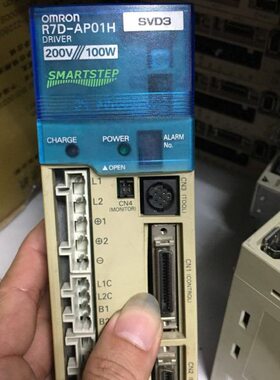 OMRON
R7D-AP01H
DRIVER
SVD3
200V//100W
SMARTSTEP
CHARGE
POWER
ALARM
No.
▲OPEN
L1
L2
⊕1
⊕2
⊖
L1C
L2C
B1
B2
CN4
(MONITOR)
CN3 (TOOL)
CN1 (CONTROL)
CN2